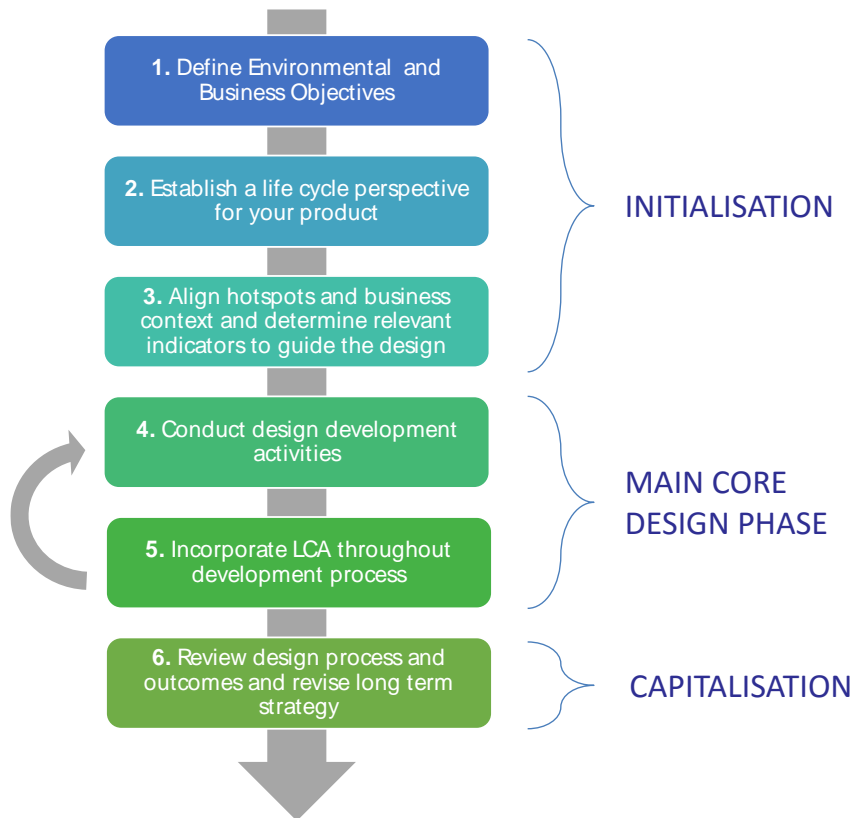 1. Define Environmental and
Business Objectives
2. Establish a life cycle perspective
for your product
INITIALISATION
3. Align hotspots and business
context and determine relevant
indicators to guide the design
4. Conduct design development
activities
MAIN CORE
DESIGN PHASE
5. Incorporate LCA throughout
development process
6. Review design process and
outcomes and revise long term
strategy
CAPITALISATION